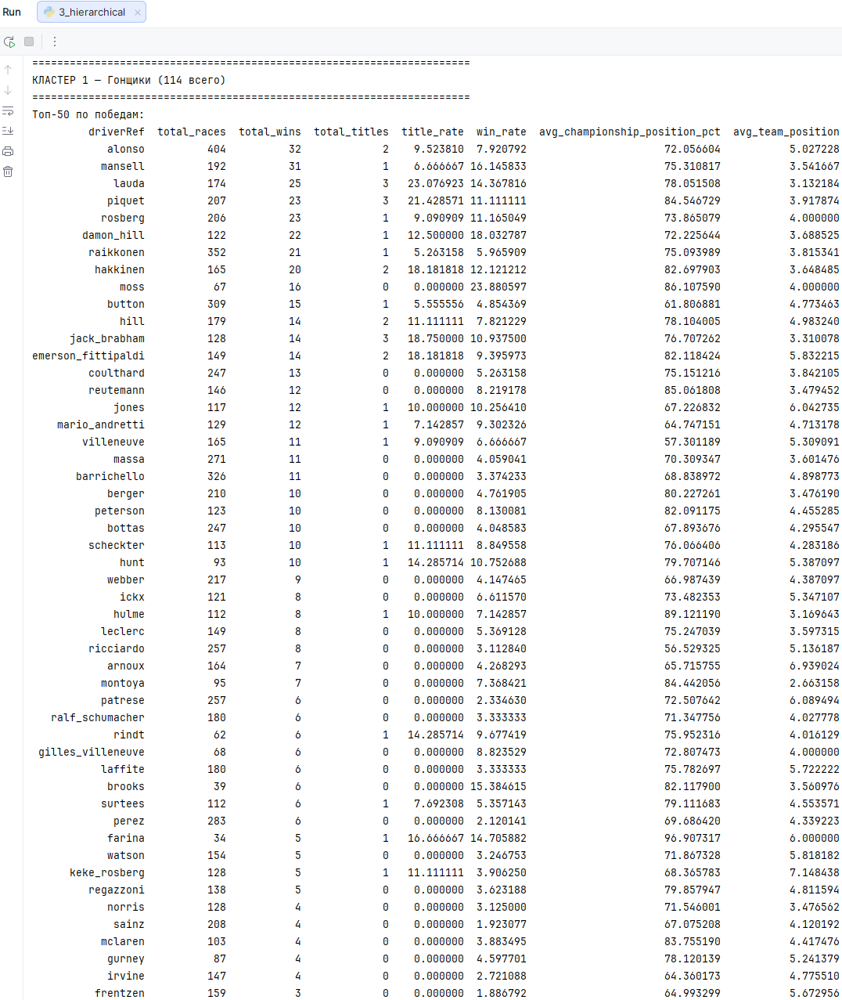 Run 3_hierarchical ×
======================================================================
КЛАСТЕР 1 — Гонщики (114 всего)
======================================================================
Топ-50 по победам:
driverRef total_races total_wins total_titles title_rate win_rate avg_championship_position_pct avg_team_position
alonso 404 32 2 9.523810 7.920792 72.056604 5.027228
mansell 192 31 1 6.666667 16.145833 75.310817 3.541667
lauda 174 25 3 23.076923 14.367816 78.051508 3.132184
piquet 207 23 3 21.428571 11.111111 84.546729 3.917874
rosberg 206 23 1 9.090909 11.165049 73.865079 4.000000
damon_hill 122 22 1 12.500000 18.032787 72.225644 3.688525
raikkonen 352 21 1 5.263158 5.965909 75.093989 3.815341
hakkinen 165 20 2 18.181818 12.121212 82.697903 3.648485
moss 67 16 0 0.000000 23.880597 86.107590 4.000000
button 309 15 1 5.555556 4.854369 61.806881 4.773463
hill 179 14 2 11.111111 7.821229 78.104005 4.983240
jack_brabham 128 14 3 18.750000 10.937500 76.707262 3.310078
emerson_fittipaldi 149 14 2 18.181818 9.395973 82.118424 5.832215
coulthard 247 13 0 0.000000 5.263158 75.151216 3.842105
reutemann 146 12 0 0.000000 8.219178 85.061808 3.479452
jones 117 12 1 10.000000 10.256410 67.226832 6.042735
mario_andretti 129 12 1 7.142857 9.302326 64.747151 4.713178
villeneuve 165 11 1 9.090909 6.666667 57.301189 5.309091
massa 271 11 0 0.000000 4.059041 70.309347 3.601476
barrichello 326 11 0 0.000000 3.374233 68.838972 4.898773
berger 210 10 0 0.000000 4.761905 80.227261 3.476190
peterson 123 10 0 0.000000 8.130081 82.091175 4.455285
bottas 247 10 0 0.000000 4.048583 67.893676 4.295547
scheckter 113 10 1 11.111111 8.849558 76.066406 4.283186
hunt 93 10 1 14.285714 10.752688 79.707146 5.387097
webber 217 9 0 0.000000 4.147465 66.987439 4.387097
ickx 121 8 0 0.000000 6.611570 73.482353 5.347107
hulme 112 8 1 10.000000 7.142857 89.121190 3.169643
leclerc 149 8 0 0.000000 5.369128 75.247039 3.597315
ricciardo 257 8 0 0.000000 3.112840 56.529325 5.136187
arnoux 164 7 0 0.000000 4.268293 65.715755 6.939024
montoya 95 7 0 0.000000 7.368421 84.442056 2.663158
patrese 257 6 0 0.000000 2.334630 72.507642 6.089494
ralf_schumacher 180 6 0 0.000000 3.333333 71.347756 4.027778
rindt 62 6 1 14.285714 9.677419 75.952316 4.016129
gilles_villeneuve 68 6 0 0.000000 8.823529 72.807473 4.000000
laffite 180 6 0 0.000000 3.333333 75.782697 5.722222
brooks 39 6 0 0.000000 15.384615 82.117900 3.560976
surtees 112 6 1 7.692308 5.357143 79.111683 4.553571
perez 283 6 0 0.000000 2.120141 69.686420 4.339223
farina 34 5 1 16.666667 14.705882 96.907317 6.000000
watson 154 5 0 0.000000 3.246753 71.867328 5.818182
keke_rosberg 128 5 1 11.111111 3.906250 68.365783 7.148438
regazzoni 138 5 0 0.000000 3.623188 79.857947 4.811594
norris 128 4 0 0.000000 3.125000 71.546001 3.476562
sainz 208 4 0 0.000000 1.923077 67.075208 4.120192
mclaren 103 4 0 0.000000 3.883495 83.755190 4.417476
gurney 87 4 0 0.000000 4.597701 78.120139 5.241379
irvine 147 4 0 0.000000 2.721088 64.360173 4.775510
frentzen 159 3 0 0.000000 1.886792 64.993299 5.672956